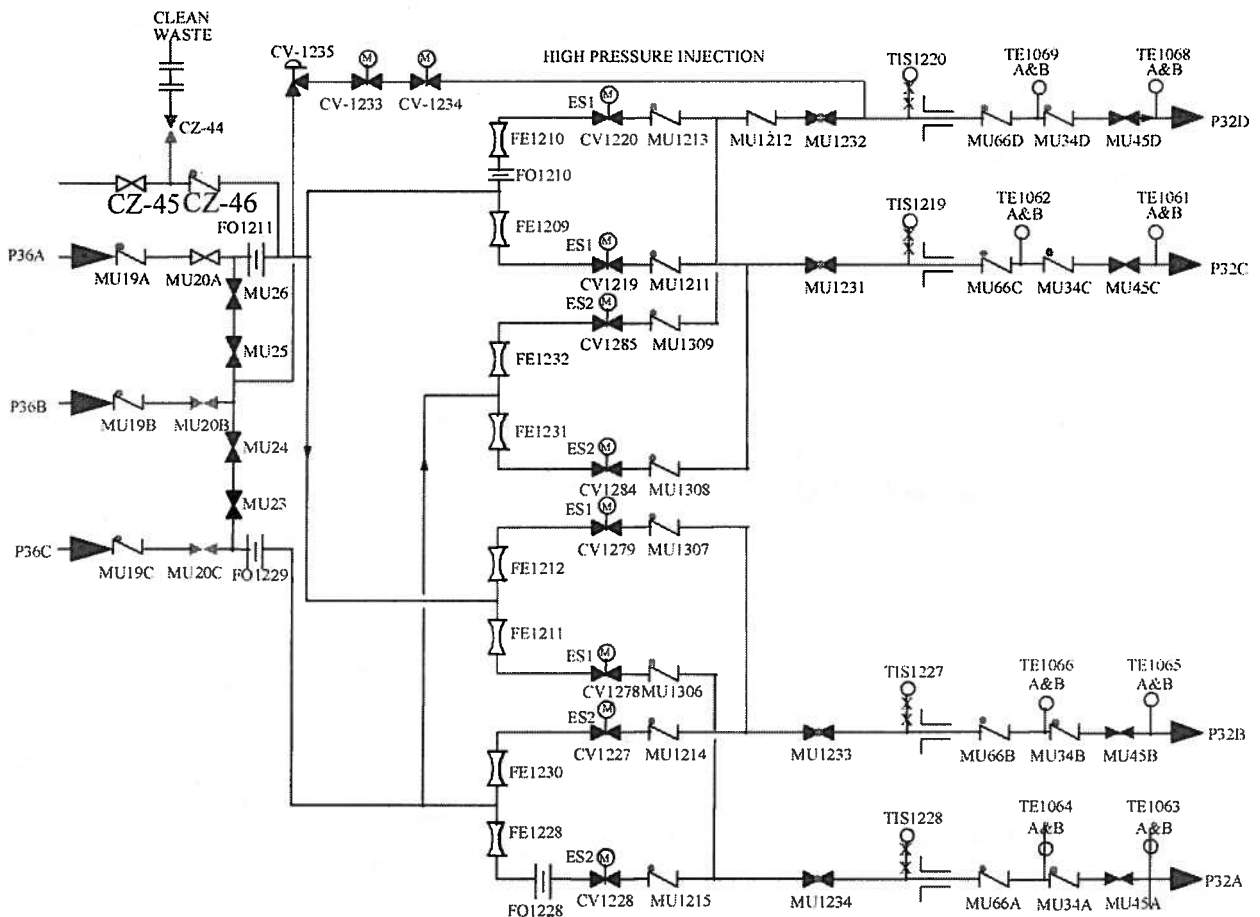 CLEAN
WASTE
CV-1235
M
M
CV-1233
CV-1234
HIGH PRESSURE INJECTION
CZ-44
CZ-45
CZ-46
FO1211
P36A
MU19A
MU20A
MU26
MU25
P36B
MU19B
MU20B
MU24
MU23
P36C
MU19C
MU20C
FO1229
ES1
M
FE1210
CV1220
MU1213
MU1212
MU1232
FO1210
FE1209
ES1
M
CV1219
MU1211
MU1231
ES2
M
FE1232
CV1285
MU1309
FE1231
ES2
M
CV1284
MU1308
ES1
M
CV1279
MU1307
FE1212
FE1211
ES1
M
CV1278
MU1306
ES2
M
CV1227
MU1214
MU1233
FE1230
FE1228
ES2
M
FO1228
CV1228
MU1215
MU1234
TIS1220
TE1069
A&B
TE1068
A&B
MU66D
MU34D
MU45D
P32D
TIS1219
TE1062
A&B
TE1061
A&B
MU66C
MU34C
MU45C
P32C
TIS1227
TE1066
A&B
TE1065
A&B
MU66B
MU34B
MU45B
P32B
TIS1228
TE1064
A&B
TE1063
A&B
MU66A
MU34A
MU45A
P32A